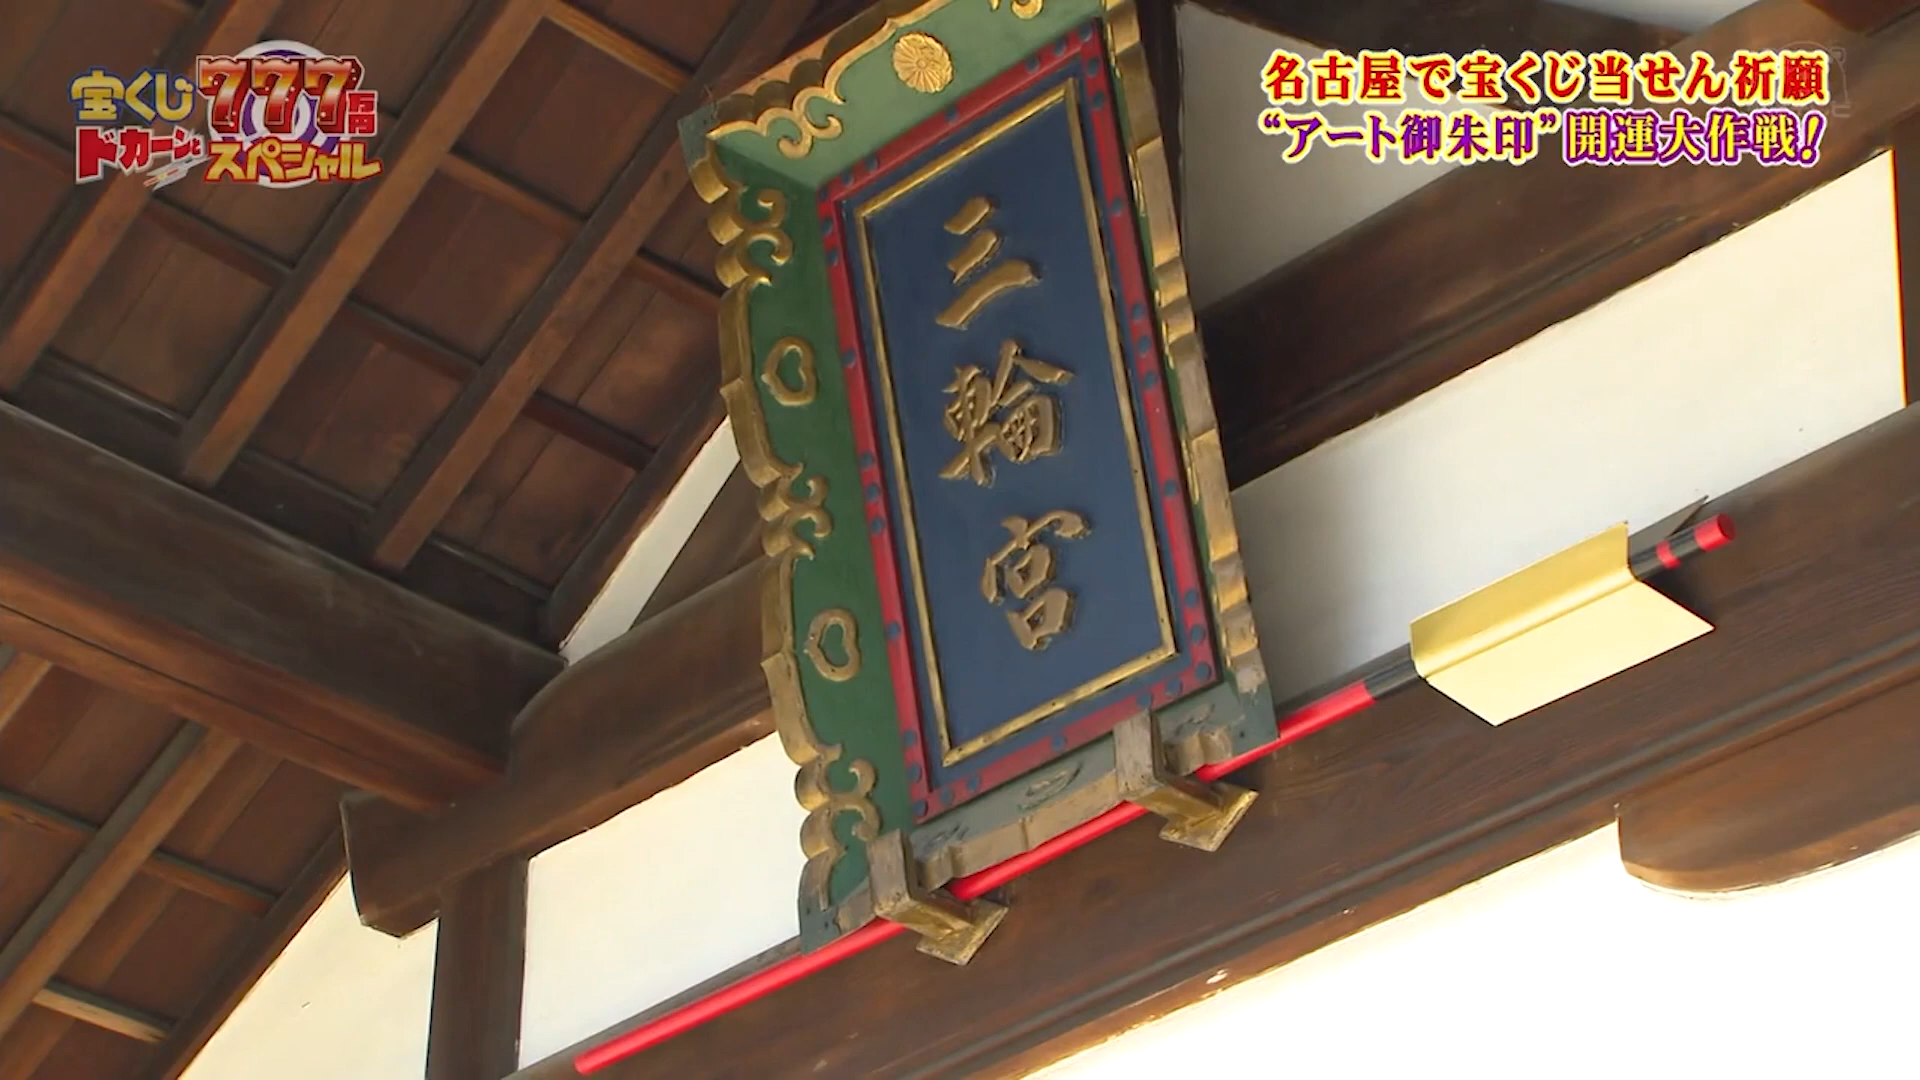 宝くじ
777万円
ドカーンと
スペシャル
名古屋で宝くじ当せん祈願
“アート御朱印”開運大作戦！
三輪宮